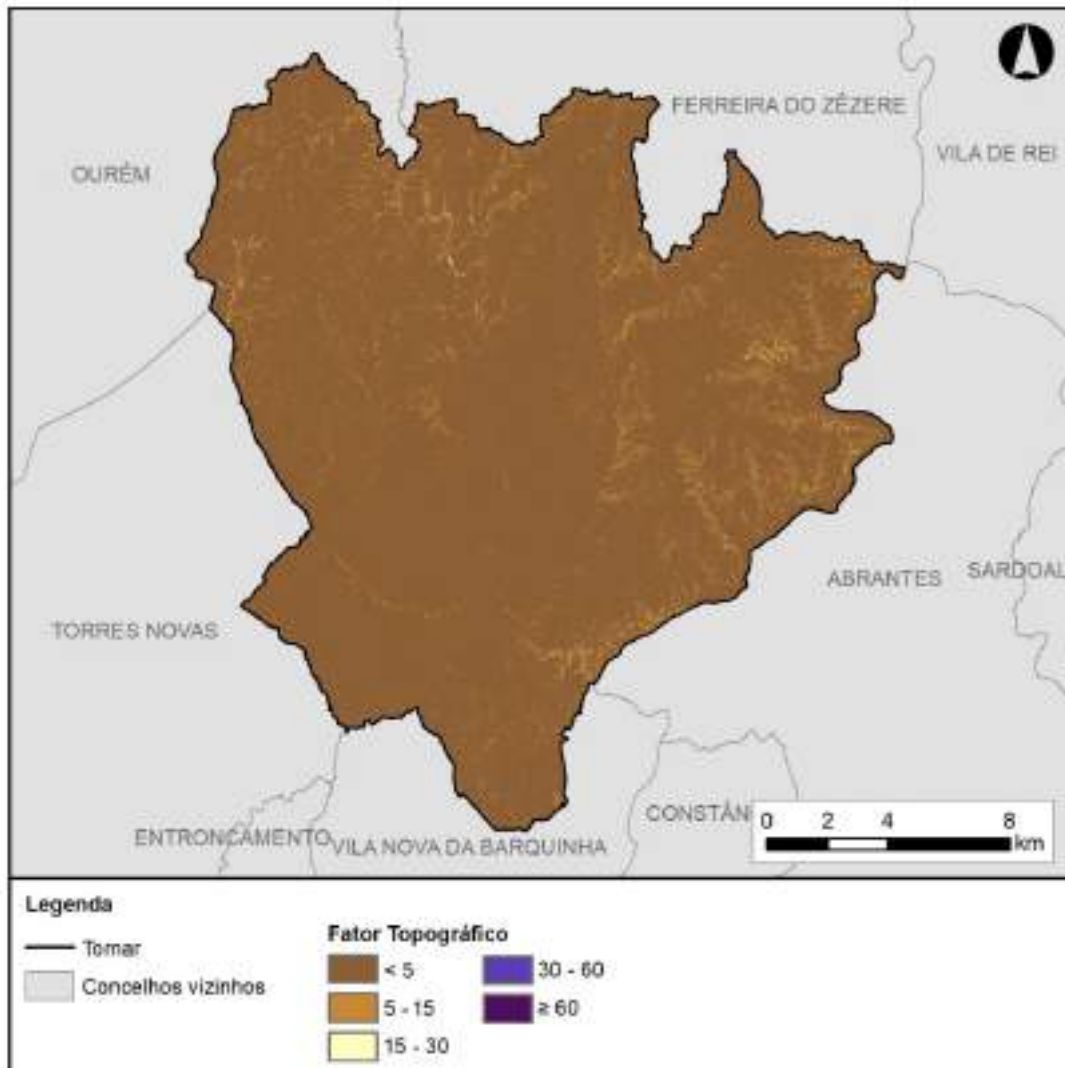 FERREIRA DO ZÊZERE
VILA DE REI
OURÉM
ABRANTES
SARDOAL
TORRES NOVAS
CONSTÂN
ENTRONCAMENTO
VILA NOVA DA BARQUINHA
0 2 4 8
km
Legenda
Tomar
Concelhos vizinhos
Fator Topográfico
< 5
5 - 15
15 - 30
30 - 60
≥ 60